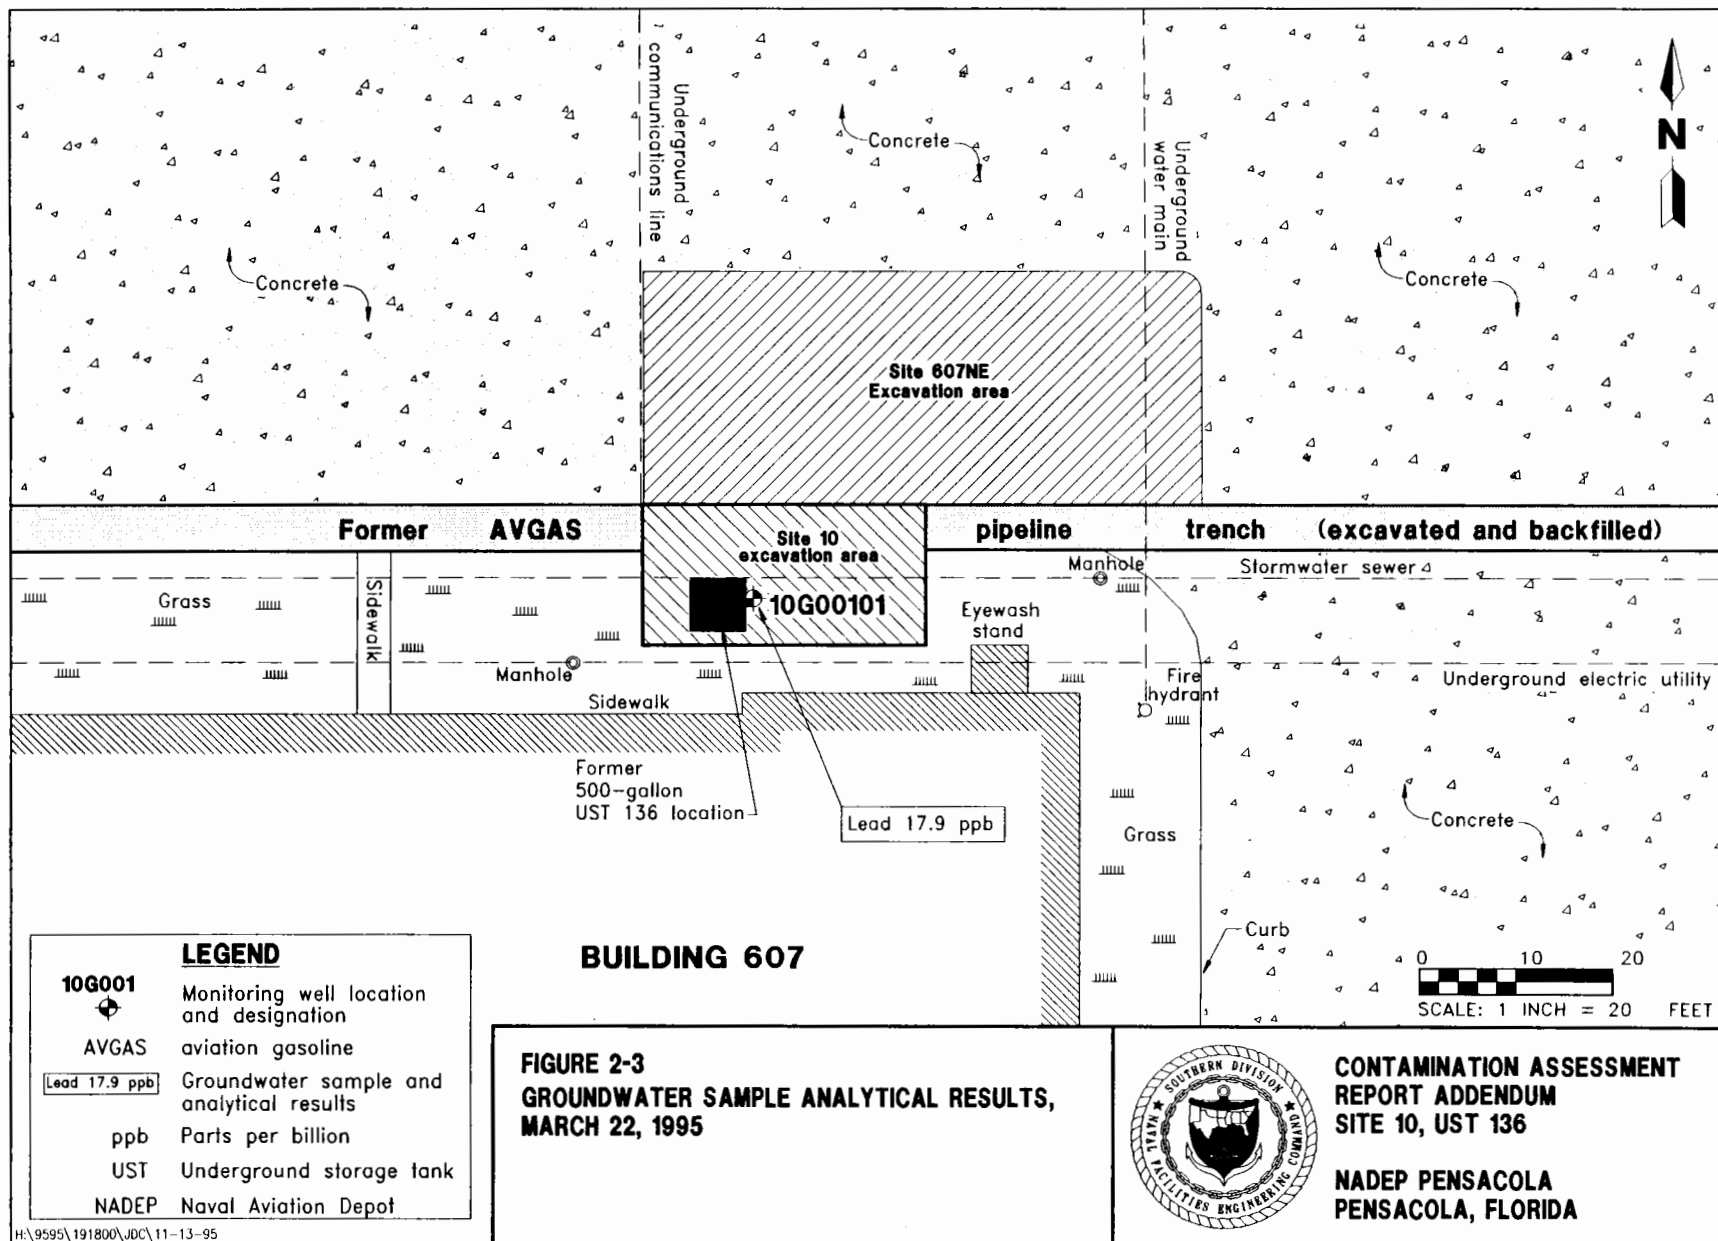 Underground
communications line
Concrete
Underground
water main
N
Concrete
Concrete
Site 607NE
Excavation area
Former AVGAS pipeline trench (excavated and backfilled)
Site 10
excavation area
Manhole
Stormwater sewer
Grass
Sidewalk
10G00101
Eyewash
stand
Manhole
Sidewalk
Fire
hydrant
Underground electric utility
Former
500-gallon
UST 136 location
Lead 17.9 ppb
Grass
Concrete
Curb
BUILDING 607
0 10 20
SCALE: 1 INCH = 20 FEET
LEGEND
10G001
Monitoring well location
and designation
AVGAS aviation gasoline
Lead 17.9 ppb Groundwater sample and
analytical results
ppb Parts per billion
UST Underground storage tank
NADEP Naval Aviation Depot
H:\9595\191800\JDC\11-13-95
FIGURE 2-3
GROUNDWATER SAMPLE ANALYTICAL RESULTS,
MARCH 22, 1995
SOUTHERN DIVISION
NAVAL FACILITIES ENGINEERING COMMAND
CONTAMINATION ASSESSMENT
REPORT ADDENDUM
SITE 10, UST 136
NADEP PENSACOLA
PENSACOLA, FLORIDA